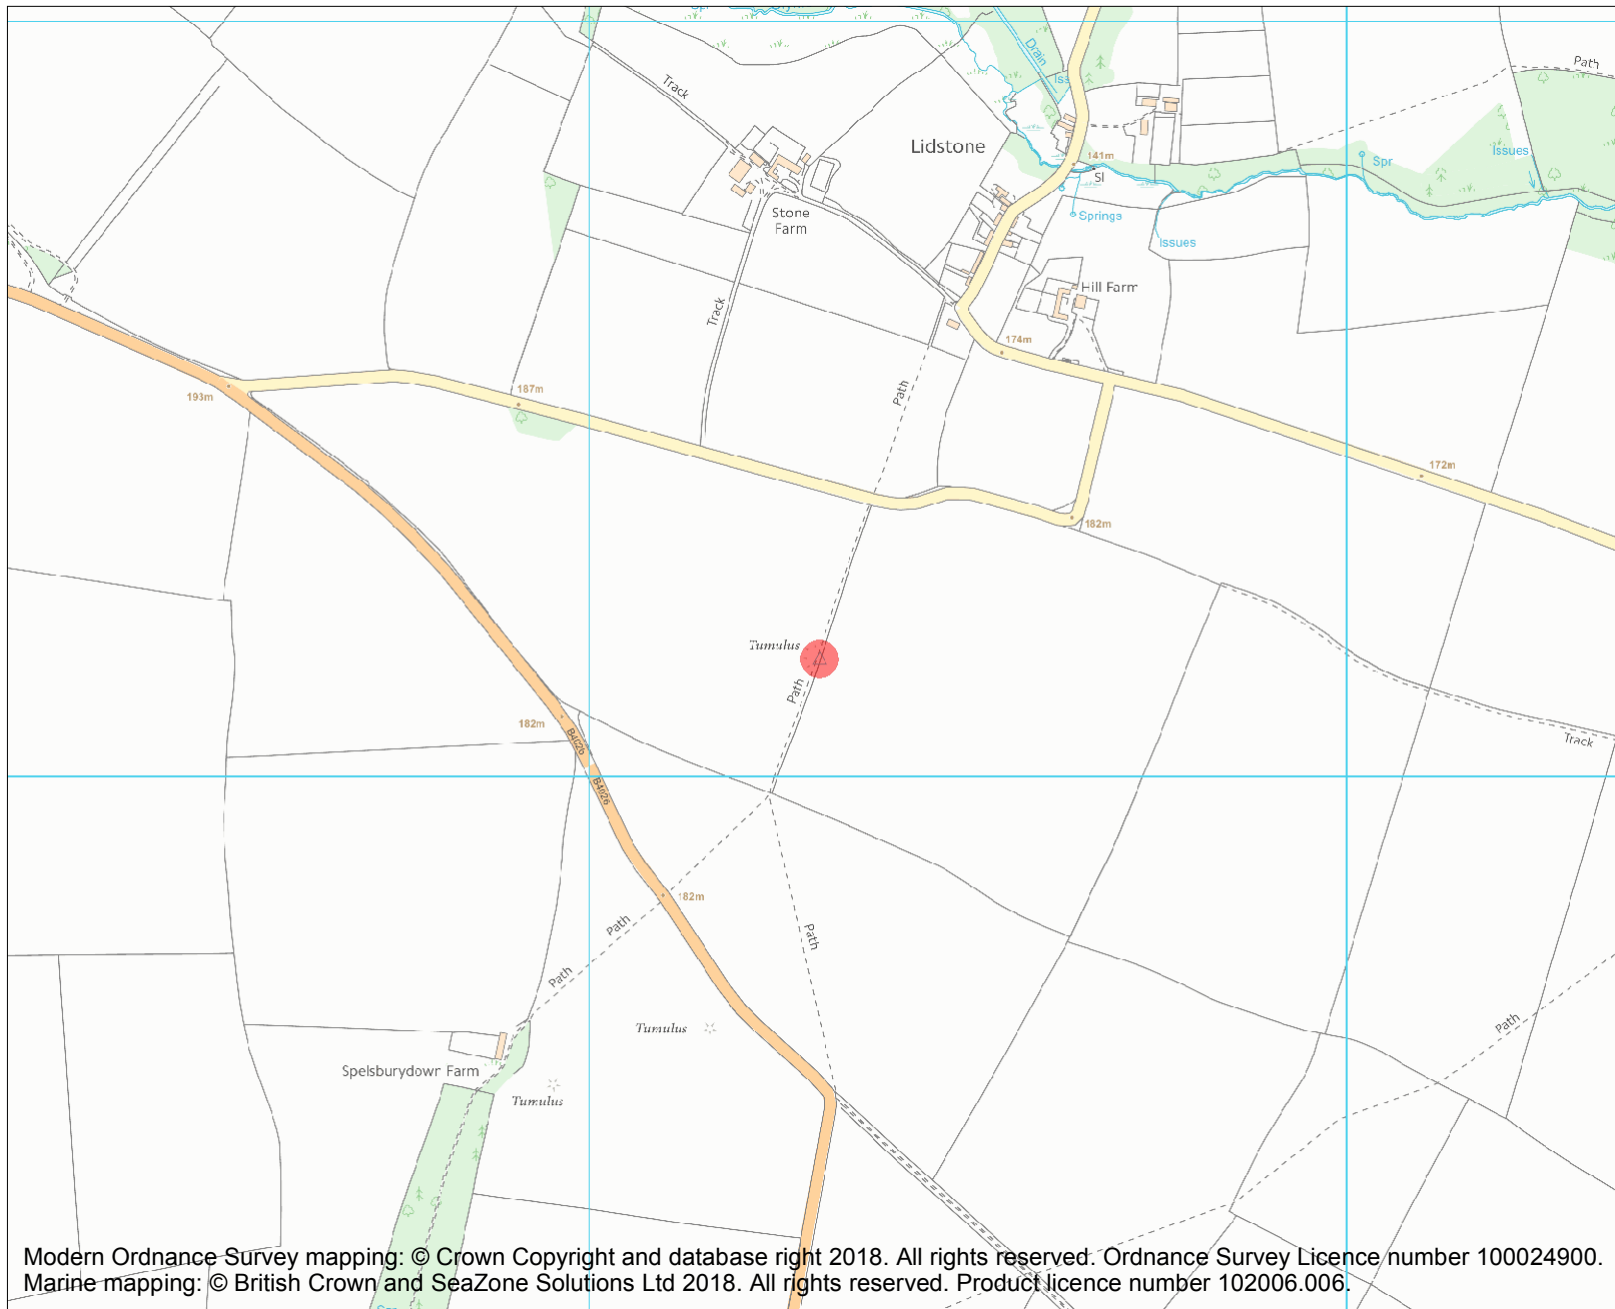 Path
Drain
Track
Lidstone
Issues
141m
Spr
SI
Springs
Issues
Stone
Farm
Hill Farm
Track
174m
193m
187m
Path
172m
182m
Tumulus
Path
182m
B4026
Track
B4026
182m
Path
Path
Path
Path
Tumulus
Spelsburydown Farm
Tumulus
Modern Ordnance Survey mapping: © Crown Copyright and database right 2018. All rights reserved. Ordnance Survey Licence number 100024900.
Marine mapping: © British Crown and SeaZone Solutions Ltd 2018. All rights reserved. Product licence number 102006.006.